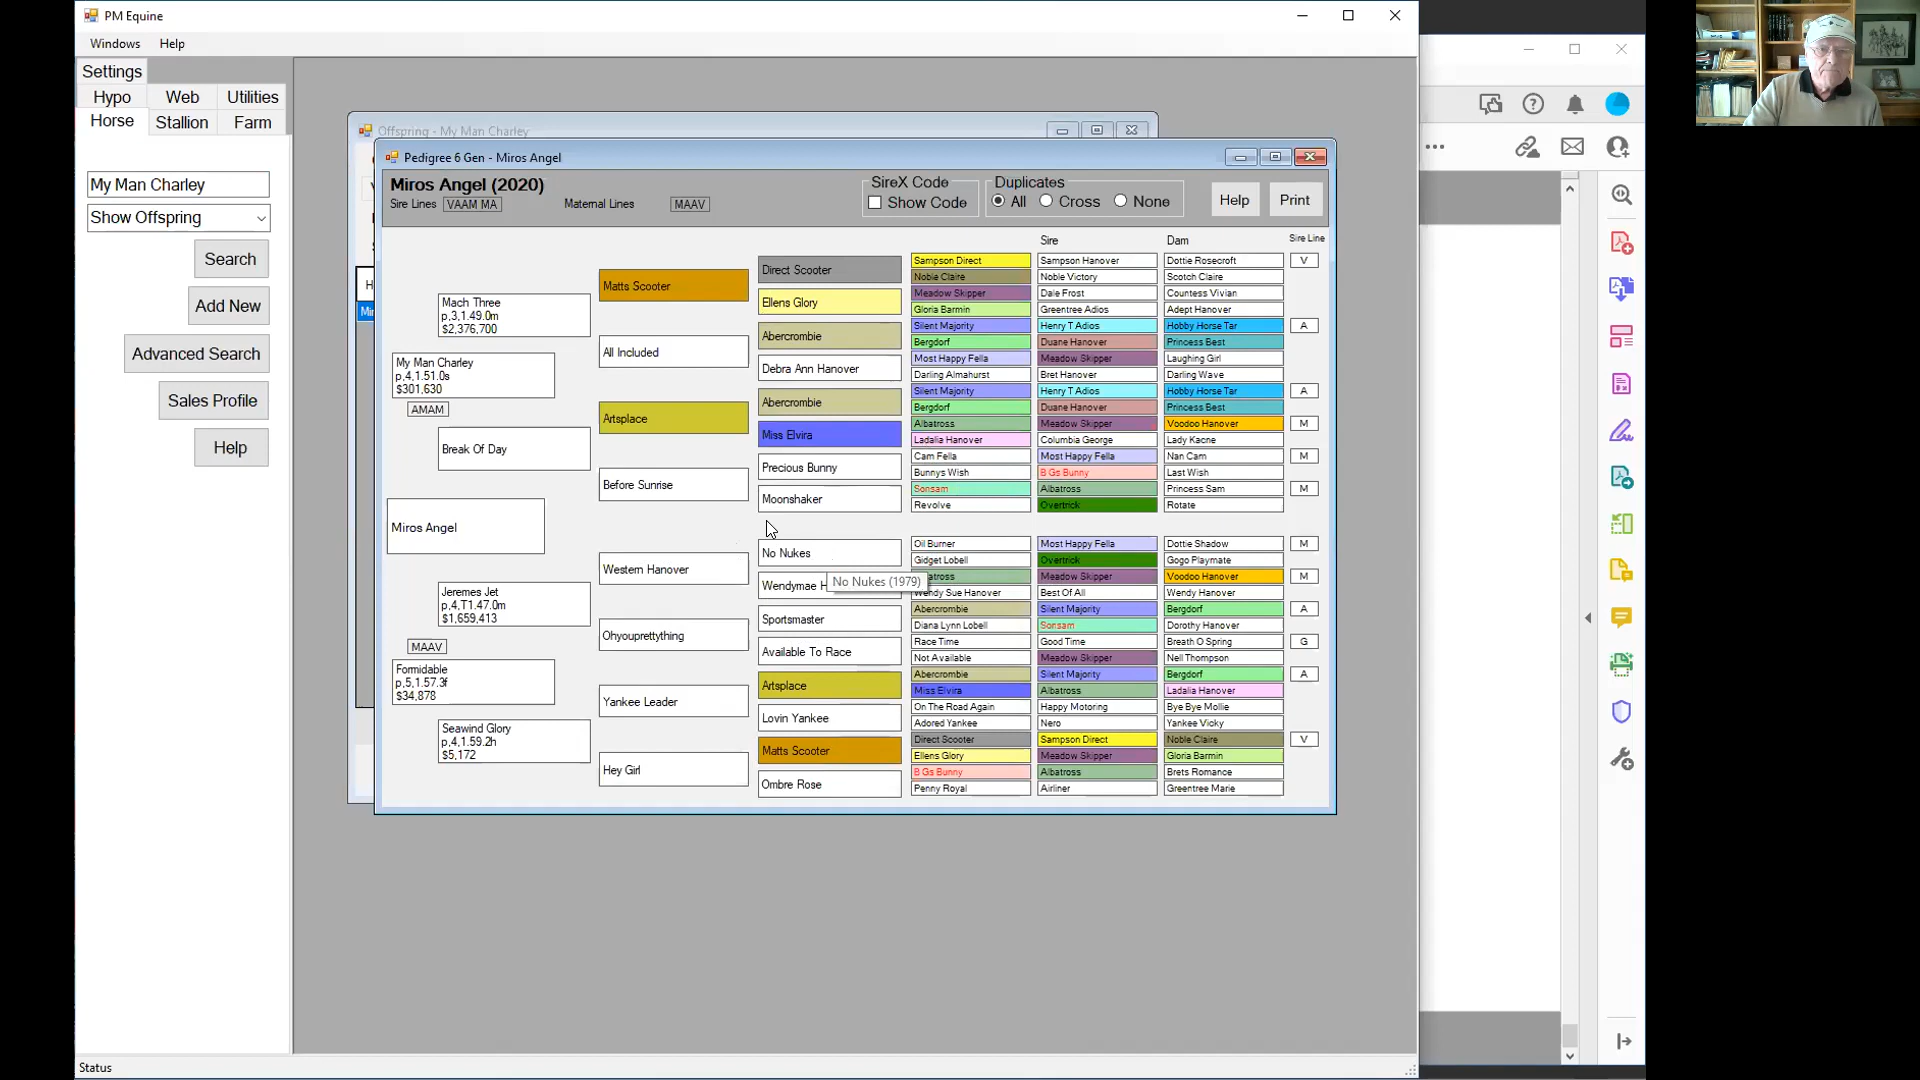 PM Equine
Windows Help
Settings
Hypo Web Utilities
Horse Stallion Farm
My Man Charley
Show Offspring
Search
Add New
Advanced Search
Sales Profile
Help
Offspring - My Man Charley
Pedigree 6 Gen - Miros Angel
Miros Angel (2020)
Sire Lines VAAM MA Maternal Lines MAAV
SireX Code
Show Code
Duplicates
All Cross None
Help Print
Sire Dam Sire Line
Miros Angel
My Man Charley
p,4,1.51.0s
$301,630
AMAM
MAAV
Formidable
p,5,1.57.3f
$34,878
Mach Three
p,3,1.49.0m
$2,376,700
Break Of Day
Jeremes Jet
p,4,T1.47.0m
$1,659,413
Seawind Glory
p,4,1.59.2h
$5,172
Matts Scooter
All Included
Artsplace
Before Sunrise
Western Hanover
Ohyouprettything
Yankee Leader
Hey Girl
Direct Scooter
Ellens Glory
Abercrombie
Debra Ann Hanover
Abercrombie
Miss Elvira
Precious Bunny
Moonshaker
No Nukes
Wendymae H
No Nukes (1979)
Sportsmaster
Available To Race
Artsplace
Lovin Yankee
Matts Scooter
Ombre Rose
Sampson Direct Sampson Hanover Dottie Rosecroft V
Noble Claire Noble Victory Scotch Claire
Meadow Skipper Dale Frost Countess Vivian
Gloria Barmin Greentree Adios Adept Hanover
Silent Majority Henry T Adios Hobby Horse Tar A
Bergdorf Duane Hanover Princess Best
Most Happy Fella Meadow Skipper Laughing Girl
Darling Almahurst Bret Hanover Darling Wave
Silent Majority Henry T Adios Hobby Horse Tar A
Bergdorf Duane Hanover Princess Best
Albatross Meadow Skipper Voodoo Hanover M
Ladalia Hanover Columbia George Lady Kacne
Cam Fella Most Happy Fella Nan Cam M
Bunnys Wish B Gs Bunny Last Wish
Sonsam Albatross Princess Sam M
Revolve Overtrick Rotate
Oil Burner Most Happy Fella Dottie Shadow M
Gidget Lobell Overtrick Gogo Playmate
atross Meadow Skipper Voodoo Hanover M
Wendy Sue Hanover Best Of All Wendy Hanover
Abercrombie Silent Majority Bergdorf A
Diana Lynn Lobell Sonsam Dorothy Hanover
Race Time Good Time Breath O Spring G
Not Available Meadow Skipper Nell Thompson
Abercrombie Silent Majority Bergdorf A
Miss Elvira Albatross Ladalia Hanover
On The Road Again Happy Motoring Bye Bye Mollie
Adored Yankee Nero Yankee Vicky
Direct Scooter Sampson Direct Noble Claire V
Ellens Glory Meadow Skipper Gloria Barmin
B Gs Bunny Albatross Brets Romance
Penny Royal Airliner Greentree Marie
Status